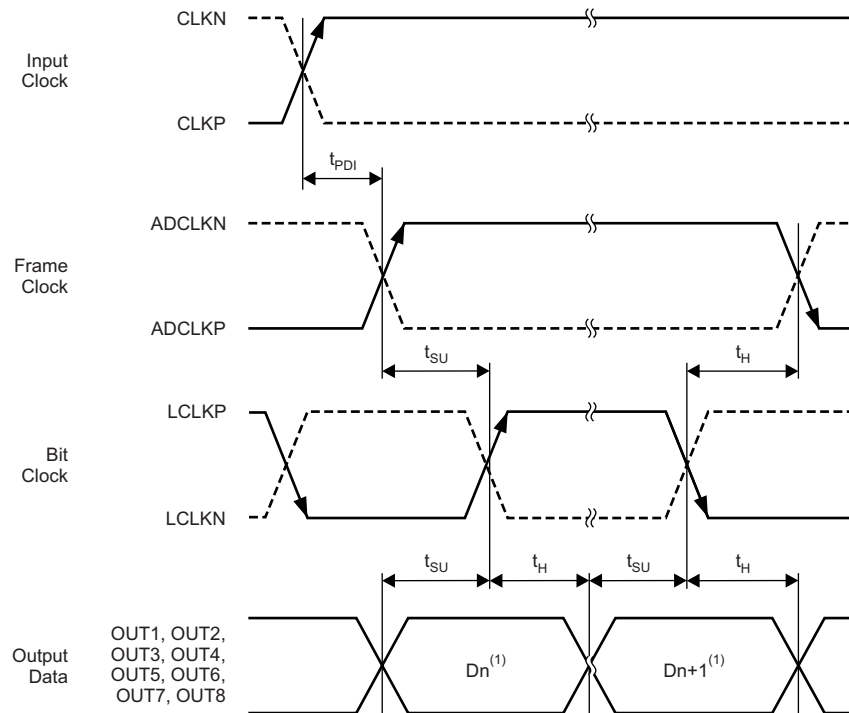 CLKN
Input
Clock
CLKP
tPDI
ADCLKN
Frame
Clock
ADCLKP
tSU
tH
LCLKP
Bit
Clock
LCLKN
tSU
tH
tSU
tH
Output
Data
OUT1, OUT2,
OUT3, OUT4,
OUT5, OUT6,
OUT7, OUT8
Dn(1)
Dn+1(1)